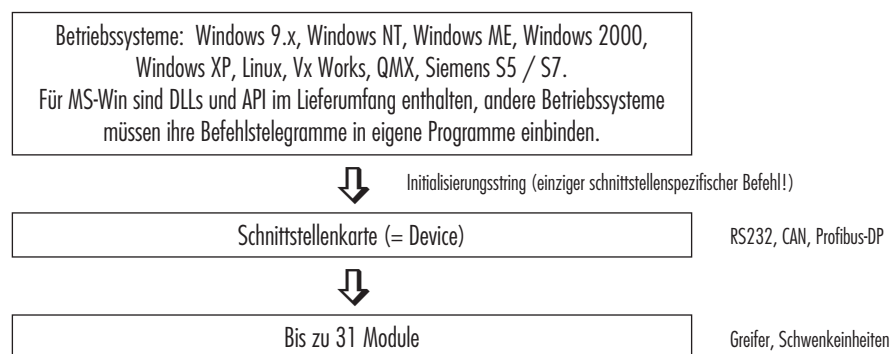 Betriebssysteme: Windows 9.x, Windows NT, Windows ME, Windows 2000,
Windows XP, Linux, Vx Works, QMX, Siemens S5 / S7.
Für MS-Win sind DLLs und API im Lieferumfang enthalten, andere Betriebssysteme
müssen ihre Befehlstelegramme in eigene Programme einbinden.
Initialisierungsstring (einziger schnittstellenspezifischer Befehl!)
Schnittstellenkarte (= Device)
RS232, CAN, Profibus-DP
Bis zu 31 Module
Greifer, Schwenkeinheiten